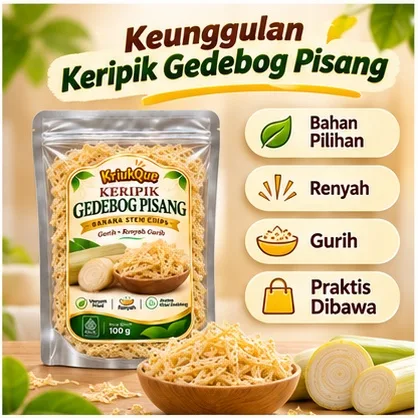 Keunggulan
Keripik Gedebog Pisang
KriukQue
KERIPIK
GEDEBOG PISANG
BANANA STEM CHIPS
Gurih - Renyah Gurih
Renyah
100 g
Bahan
Pilihan
Renyah
Gurih
Praktis
Dibawa